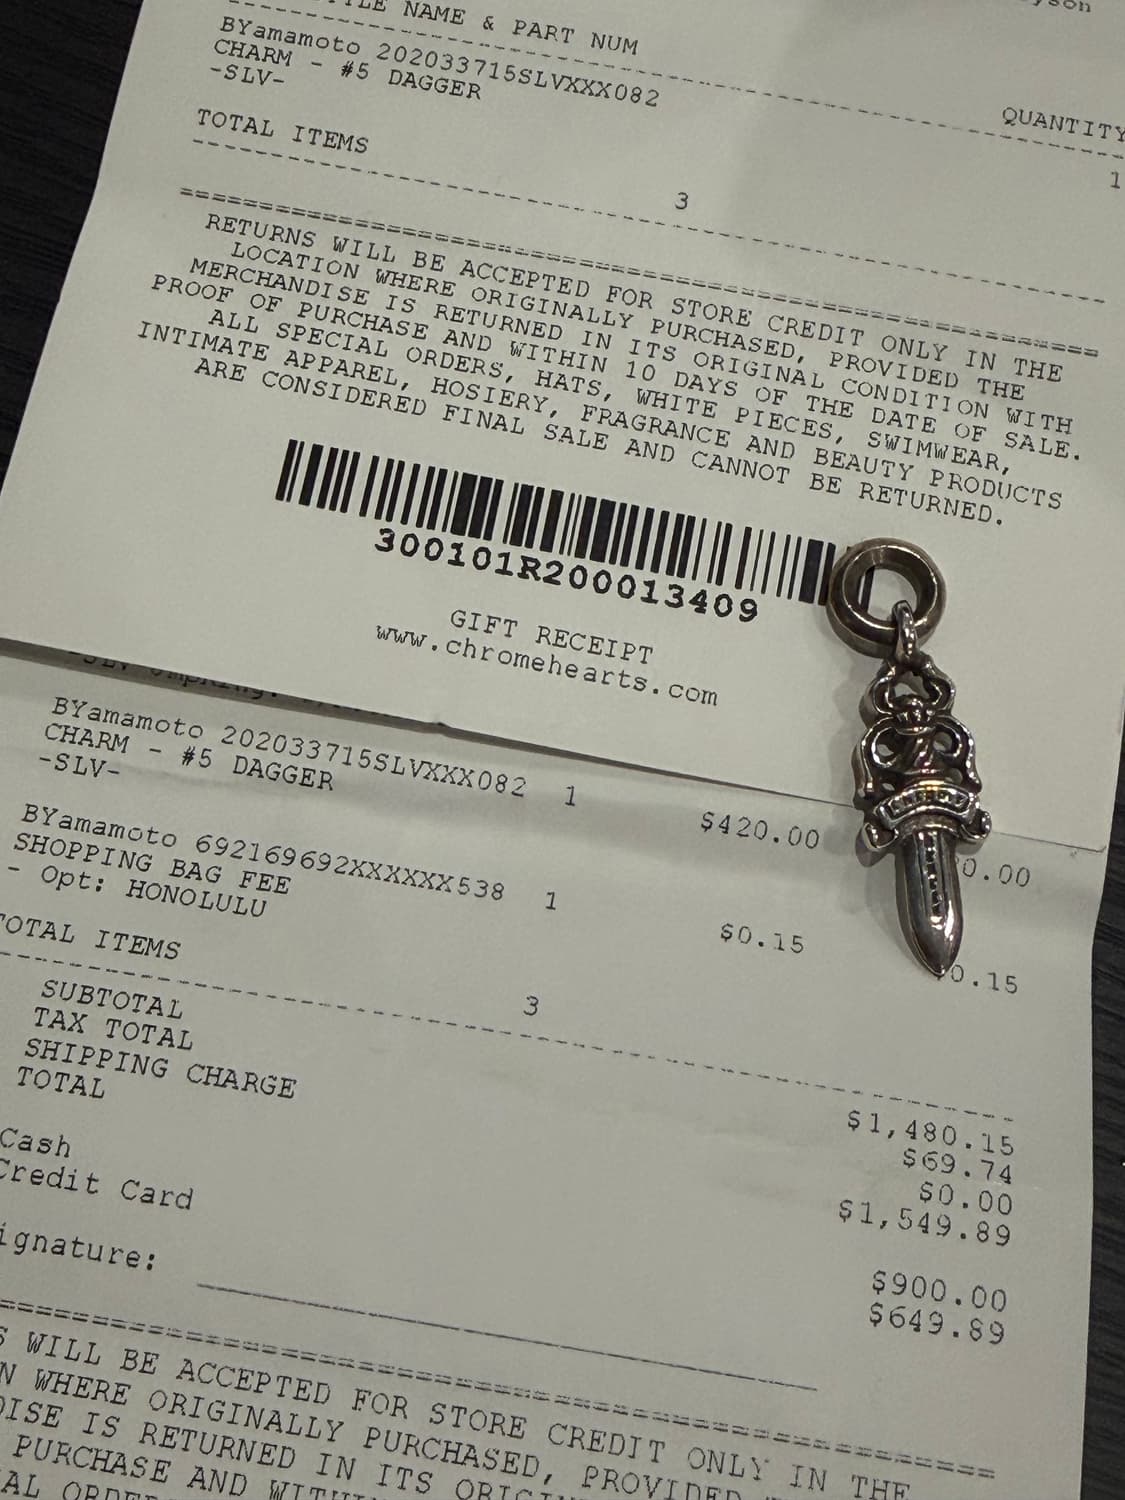 NAME & PART NUM
QUANTITY
BYamamoto 202033715SLVXXX082
1
CHARM - #5 DAGGER
-SLV-
TOTAL ITEMS
3
RETURNS WILL BE ACCEPTED FOR STORE CREDIT ONLY IN THE
LOCATION WHERE ORIGINALLY PURCHASED, PROVIDED THE
MERCHANDISE IS RETURNED IN ITS ORIGINAL CONDITION WITH
PROOF OF PURCHASE AND WITHIN 10 DAYS OF THE DATE OF SALE.
ALL SPECIAL ORDERS, HATS, WHITE PIECES, SWIMWEAR,
INTIMATE APPAREL, HOSIERY, FRAGRANCE AND BEAUTY PRODUCTS
ARE CONSIDERED FINAL SALE AND CANNOT BE RETURNED.
300101R200013409
GIFT RECEIPT
www.chromehearts.com
BYamamoto 202033715SLVXXX082 1 $420.00 0.00
CHARM - #5 DAGGER
-SLV-
BYamamoto 692169692XXXXXX538 1 $0.15 0.15
SHOPPING BAG FEE
- Opt: HONOLULU
TOTAL ITEMS 3
SUBTOTAL $1,480.15
TAX TOTAL $69.74
SHIPPING CHARGE $0.00
TOTAL $1,549.89
Cash $900.00
Credit Card $649.89
ignature:
S WILL BE ACCEPTED FOR STORE CREDIT ONLY IN THE
N WHERE ORIGINALLY PURCHASED, PROVIDED
DISE IS RETURNED IN ITS
PURCHASE AND